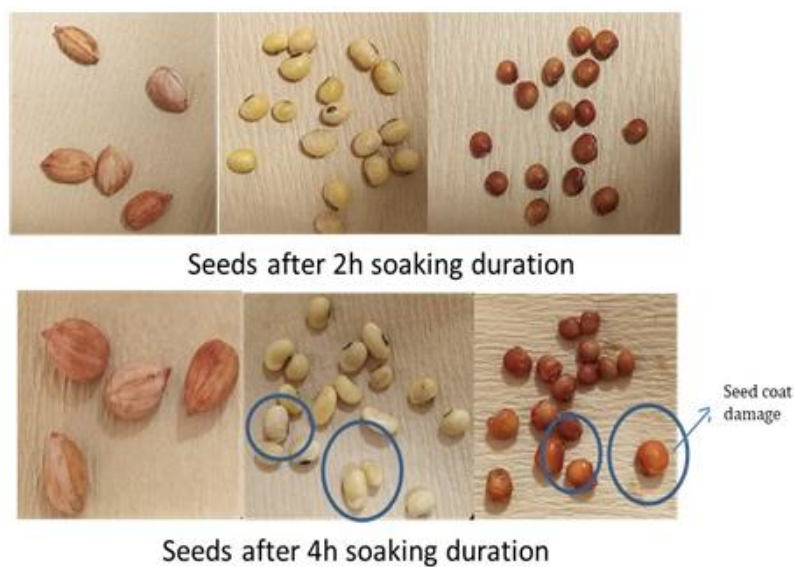 Seeds after 2h soaking duration
Seed coat
damage
Seeds after 4h soaking duration